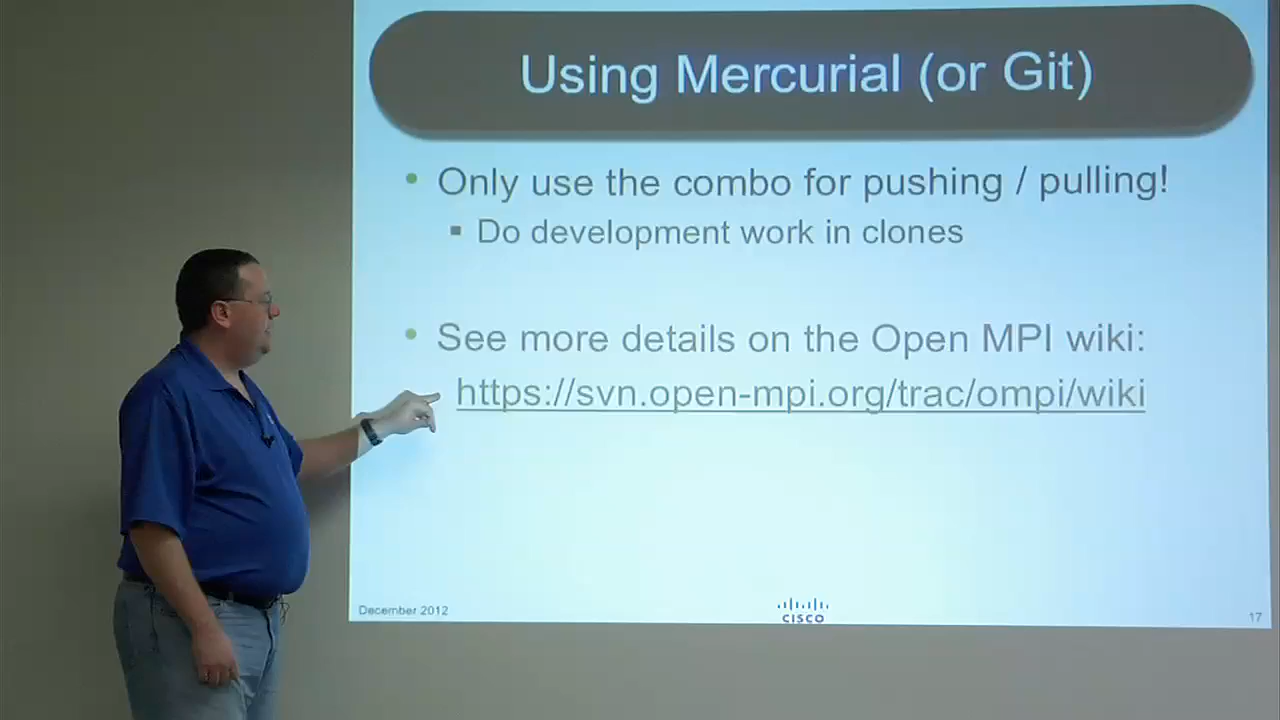 Using Mercurial (or Git)
• Only use the combo for pushing / pulling!
▪ Do development work in clones
• See more details on the Open MPI wiki:
https://svn.open-mpi.org/trac/ompi/wiki
December 2012
CISCO
17